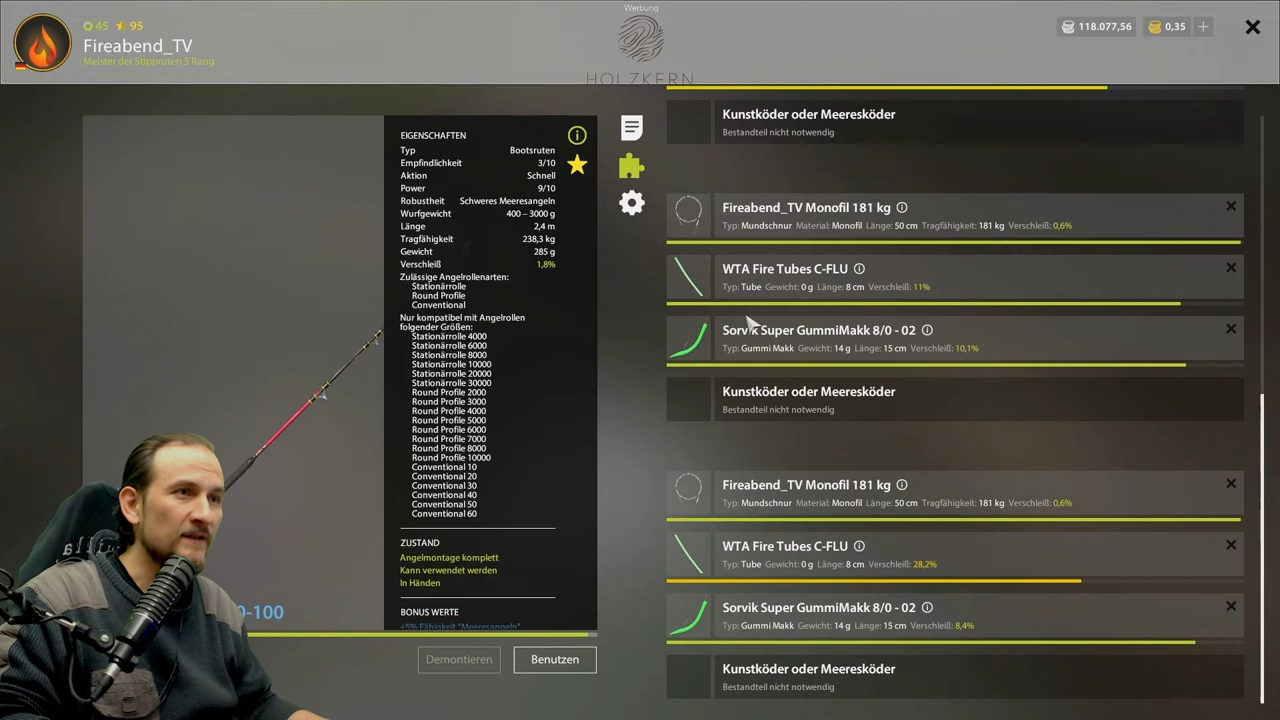 Werbung
HOLZKERN
45 95
Fireabend_TV
Meister der Stippruten 5 Rang
118.077,56
0,35
EIGENSCHAFTEN
Typ Bootsruten
Empfindlichkeit 3/10
Aktion Schnell
Power 9/10
Robustheit Schweres Meeresangeln
Wurfgewicht 400 – 3000 g
Länge 2,4 m
Tragfähigkeit 238,3 kg
Gewicht 285 g
Verschleiß 1,8%
Zulässige Angelrollenarten:
Stationärrolle
Round Profile
Conventional
Nur kompatibel mit Angelrollen
folgender Größen:
Stationärrolle 4000
Stationärrolle 6000
Stationärrolle 8000
Stationärrolle 10000
Stationärrolle 20000
Stationärrolle 30000
Round Profile 2000
Round Profile 3000
Round Profile 4000
Round Profile 5000
Round Profile 6000
Round Profile 7000
Round Profile 8000
Round Profile 10000
Conventional 10
Conventional 20
Conventional 30
Conventional 40
Conventional 50
Conventional 60
ZUSTAND
Angelmontage komplett
Kann verwendet werden
In Händen
BONUS WERTE
+5% Fähigkeit "Meeresangeln"
0-100
Demontieren
Benutzen
Kunstköder oder Meeresköder
Bestandteil nicht notwendig
Fireabend_TV Monofil 181 kg
Typ: Mundschnur Material: Monofil Länge: 50 cm Tragfähigkeit: 181 kg Verschleiß: 0,6%
WTA Fire Tubes C-FLU
Typ: Tube Gewicht: 0 g Länge: 8 cm Verschleiß: 11%
Sorvik Super GummiMakk 8/0 - 02
Typ: Gummi Makk Gewicht: 14 g Länge: 15 cm Verschleiß: 10,1%
Kunstköder oder Meeresköder
Bestandteil nicht notwendig
Fireabend_TV Monofil 181 kg
Typ: Mundschnur Material: Monofil Länge: 50 cm Tragfähigkeit: 181 kg Verschleiß: 0,6%
WTA Fire Tubes C-FLU
Typ: Tube Gewicht: 0 g Länge: 8 cm Verschleiß: 28,2%
Sorvik Super GummiMakk 8/0 - 02
Typ: Gummi Makk Gewicht: 14 g Länge: 15 cm Verschleiß: 8,4%
Kunstköder oder Meeresköder
Bestandteil nicht notwendig